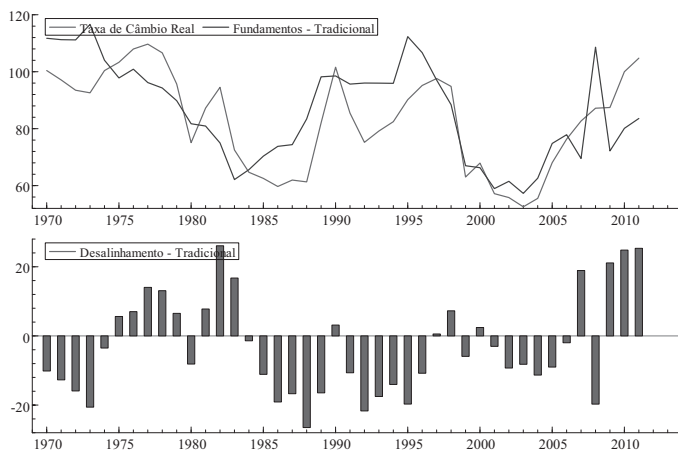 120
Taxa de Câmbio Real Fundamentos - Tradicional
100
80
60
1970 1975 1980 1985 1990 1995 2000 2005 2010
Desalinhamento - Tradicional
20
0
-20
1970 1975 1980 1985 1990 1995 2000 2005 2010